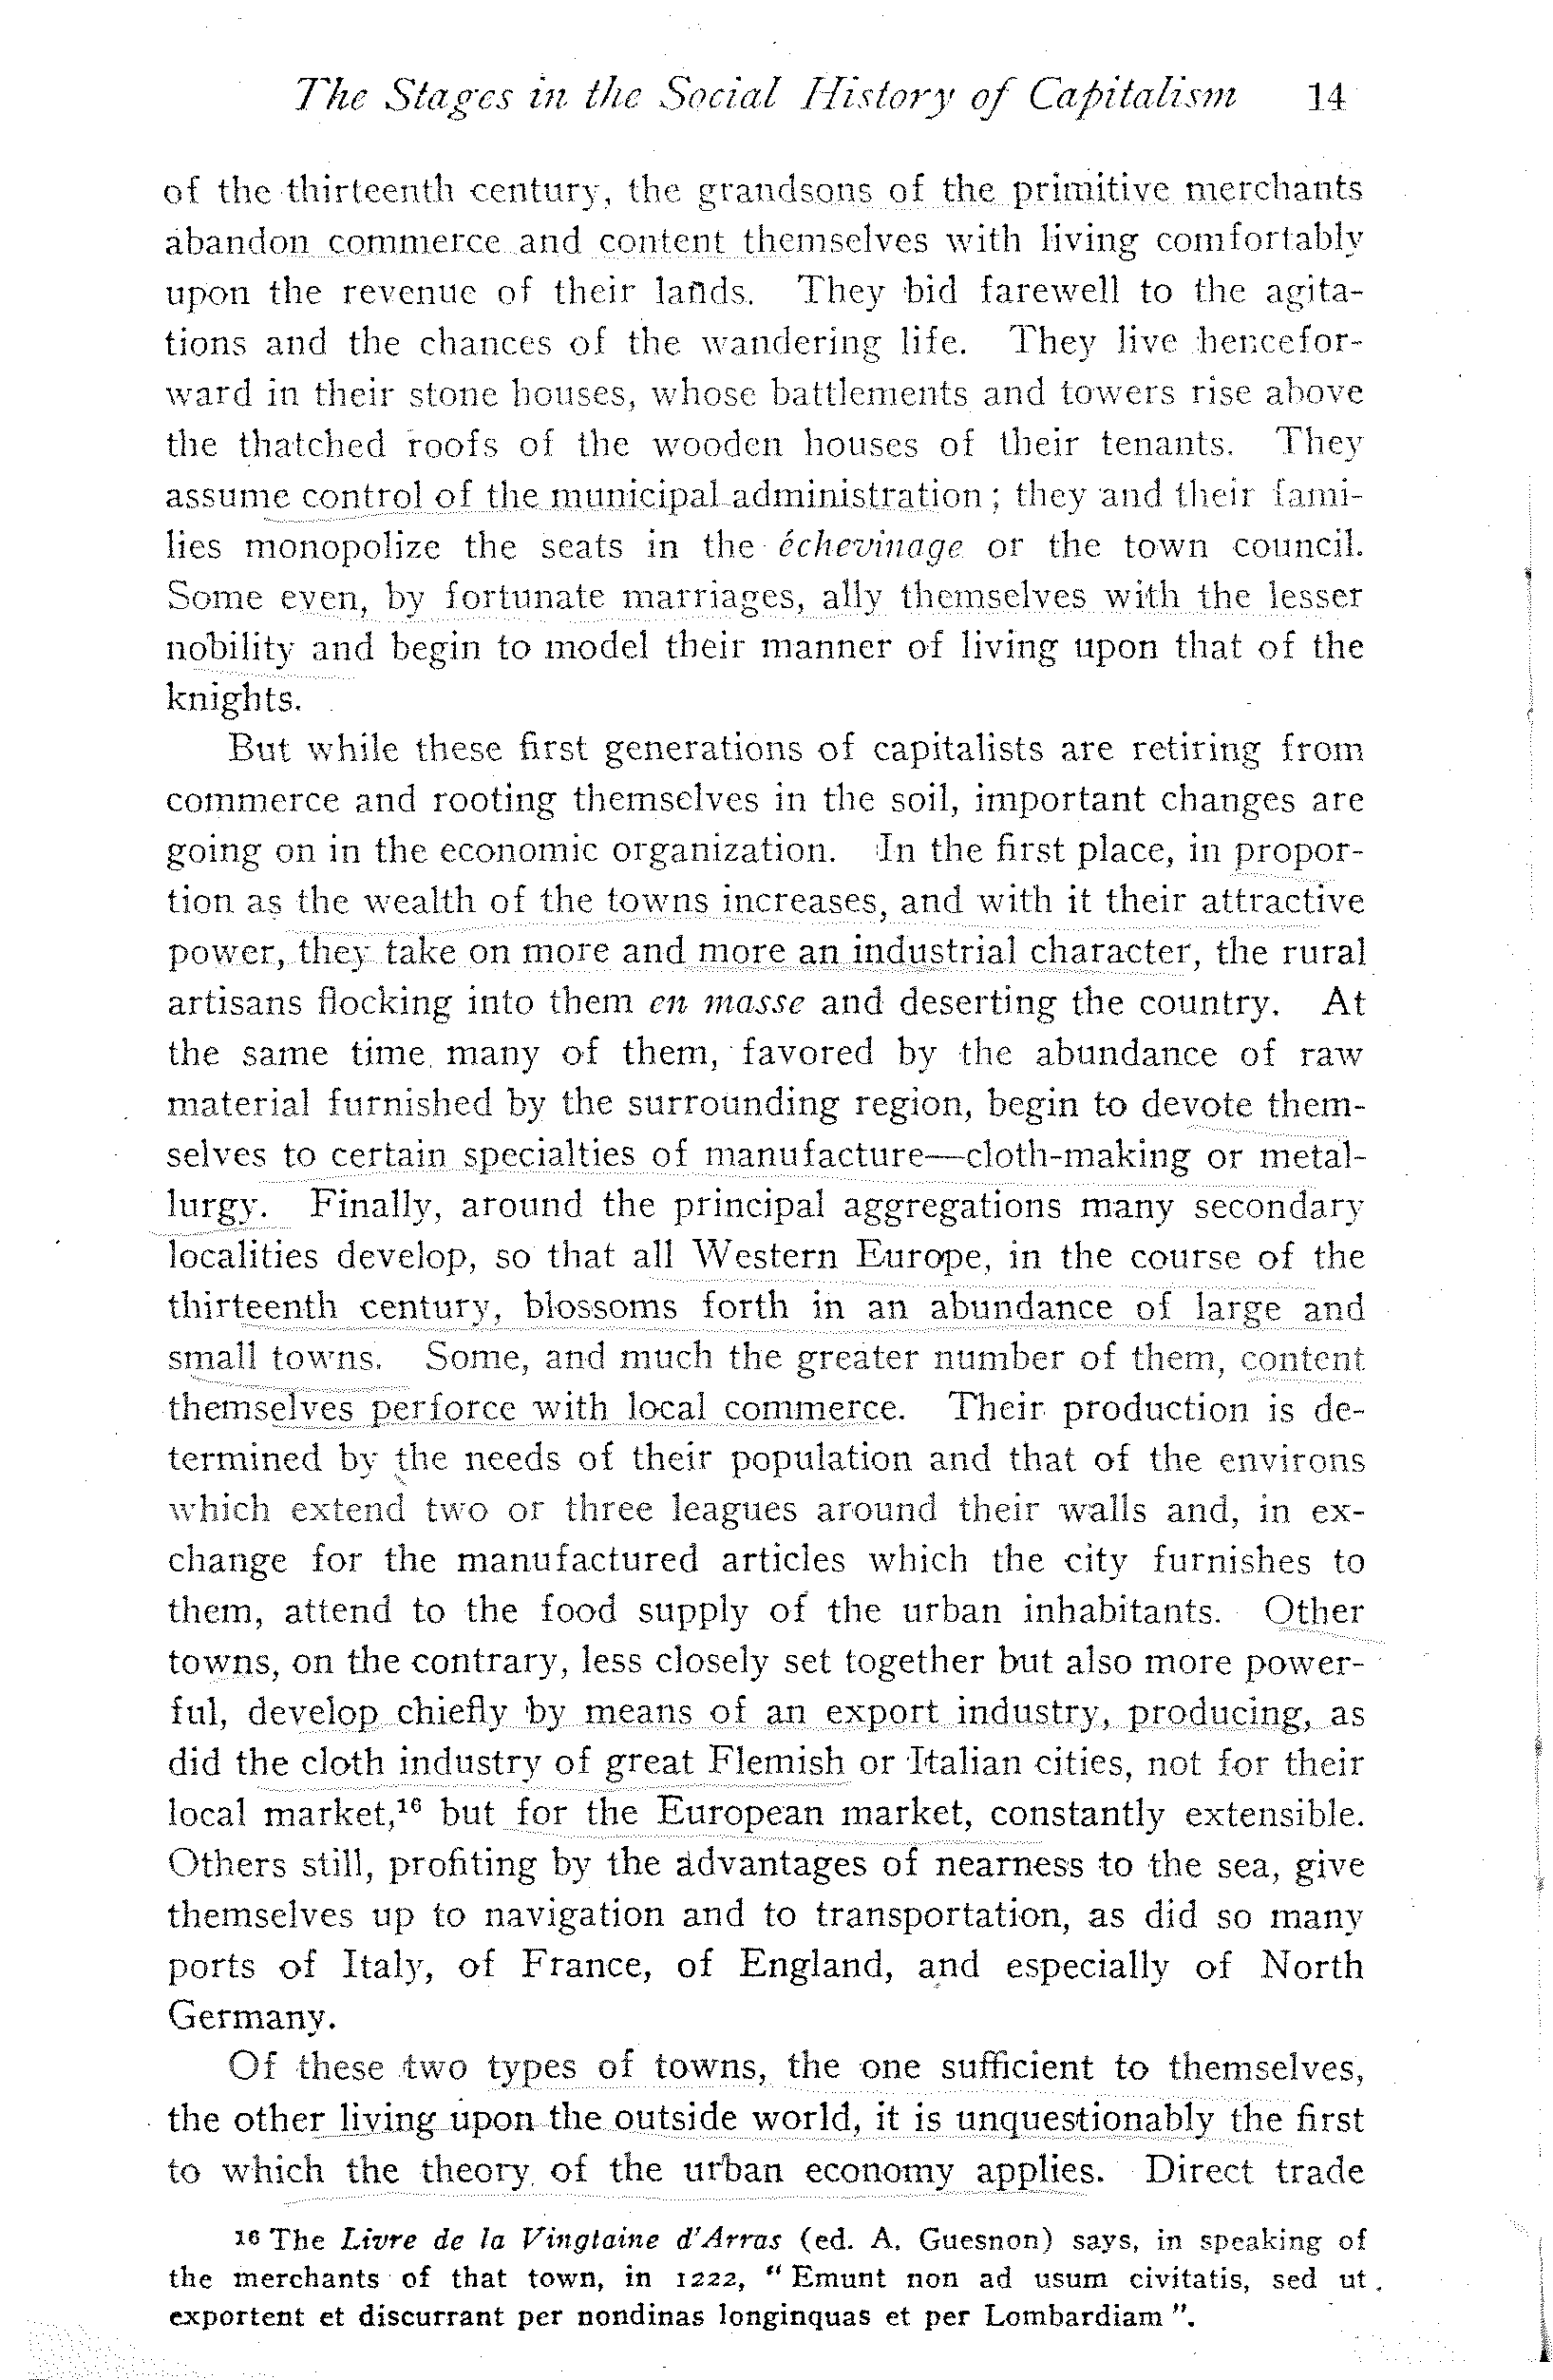 The Stages in the Social History of Capitalism 14
of the thirteenth century, the grandsons of the primitive merchants
abandon commerce and content themselves with living comfortably
upon the revenue of their lands. They bid farewell to the agita-
tions and the chances of the wandering life. They live hencefor-
ward in their stone houses, whose battlements and towers rise above
the thatched roofs of the wooden houses of their tenants. They
assume control of the municipal administration; they and their fami-
lies monopolize the seats in the échevinage or the town council.
Some even, by fortunate marriages, ally themselves with the lesser
nobility and begin to model their manner of living upon that of the
knights.
But while these first generations of capitalists are retiring from
commerce and rooting themselves in the soil, important changes are
going on in the economic organization. In the first place, in propor-
tion as the wealth of the towns increases, and with it their attractive
power, they take on more and more an industrial character, the rural
artisans flocking into them en masse and deserting the country. At
the same time many of them, favored by the abundance of raw
material furnished by the surrounding region, begin to devote them-
selves to certain specialties of manufacture—cloth-making or metal-
lurgy. Finally, around the principal aggregations many secondary
localities develop, so that all Western Europe, in the course of the
thirteenth century, blossoms forth in an abundance of large and
small towns. Some, and much the greater number of them, content
themselves perforce with local commerce. Their production is de-
termined by the needs of their population and that of the environs
which extend two or three leagues around their walls and, in ex-
change for the manufactured articles which the city furnishes to
them, attend to the food supply of the urban inhabitants. Other
towns, on the contrary, less closely set together but also more power-
ful, develop chiefly by means of an export industry, producing, as
did the cloth industry of great Flemish or Italian cities, not for their
local market,¹⁶ but for the European market, constantly extensible.
Others still, profiting by the advantages of nearness to the sea, give
themselves up to navigation and to transportation, as did so many
ports of Italy, of France, of England, and especially of North
Germany.
Of these two types of towns, the one sufficient to themselves,
the other living upon the outside world, it is unquestionably the first
to which the theory of the urban economy applies. Direct trade
¹⁶ The Livre de la Vingtaine d'Arras (ed. A. Guesnon) says, in speaking of
the merchants of that town, in 1222, "Emunt non ad usum civitatis, sed ut
exportent et discurrant per nondinas longinquas et per Lombardiam".